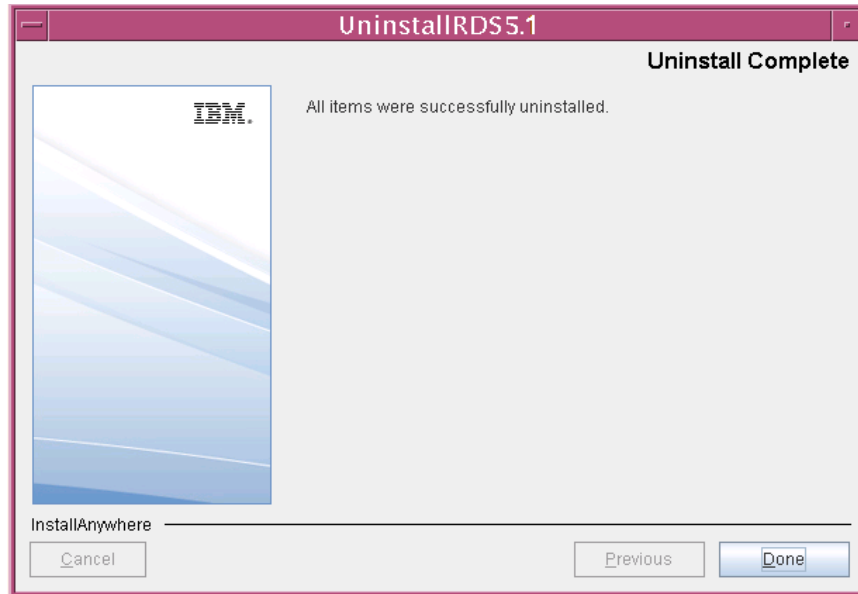 UninstallRDS5.1
Uninstall Complete
IBM.
All items were successfully uninstalled.
InstallAnywhere
Cancel
Previous
Done